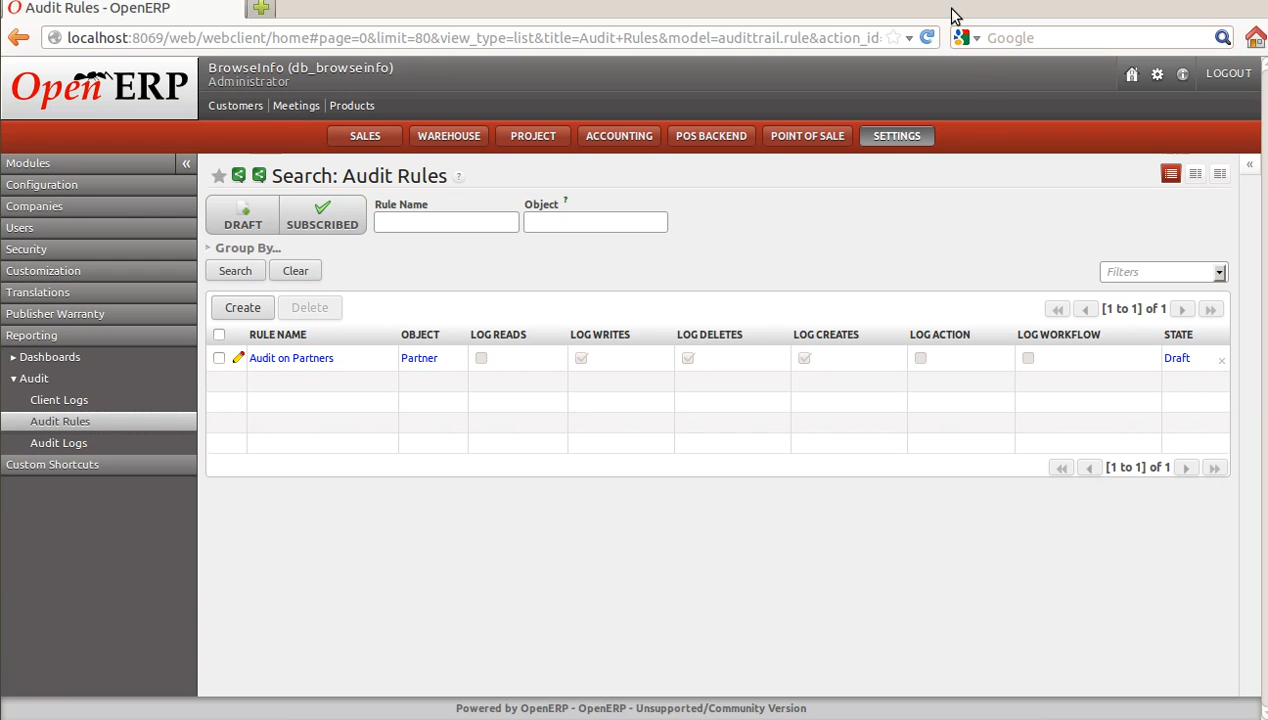 Audit Rules - OpenERP
localhost:8069/web/webclient/home#page=0&limit=80&view_type=list&title=Audit+Rules&model=audittrail.rule&action_id=
Google
Open ERP
BrowseInfo (db_browseinfo)
Administrator
LOGOUT
Customers | Meetings | Products
SALES WAREHOUSE PROJECT ACCOUNTING POS BACKEND POINT OF SALE SETTINGS
Modules «
Configuration
Companies
Users
Security
Customization
Translations
Publisher Warranty
Reporting
Dashboards
Audit
Client Logs
Audit Rules
Audit Logs
Custom Shortcuts
Search: Audit Rules ?
«
DRAFT SUBSCRIBED
Rule Name Object ?
Group By...
Search Clear
Filters
Create Delete
[1 to 1] of 1
RULE NAME OBJECT LOG READS LOG WRITES LOG DELETES LOG CREATES LOG ACTION LOG WORKFLOW STATE
Audit on Partners Partner Draft
[1 to 1] of 1
Powered by OpenERP - OpenERP - Unsupported/Community Version